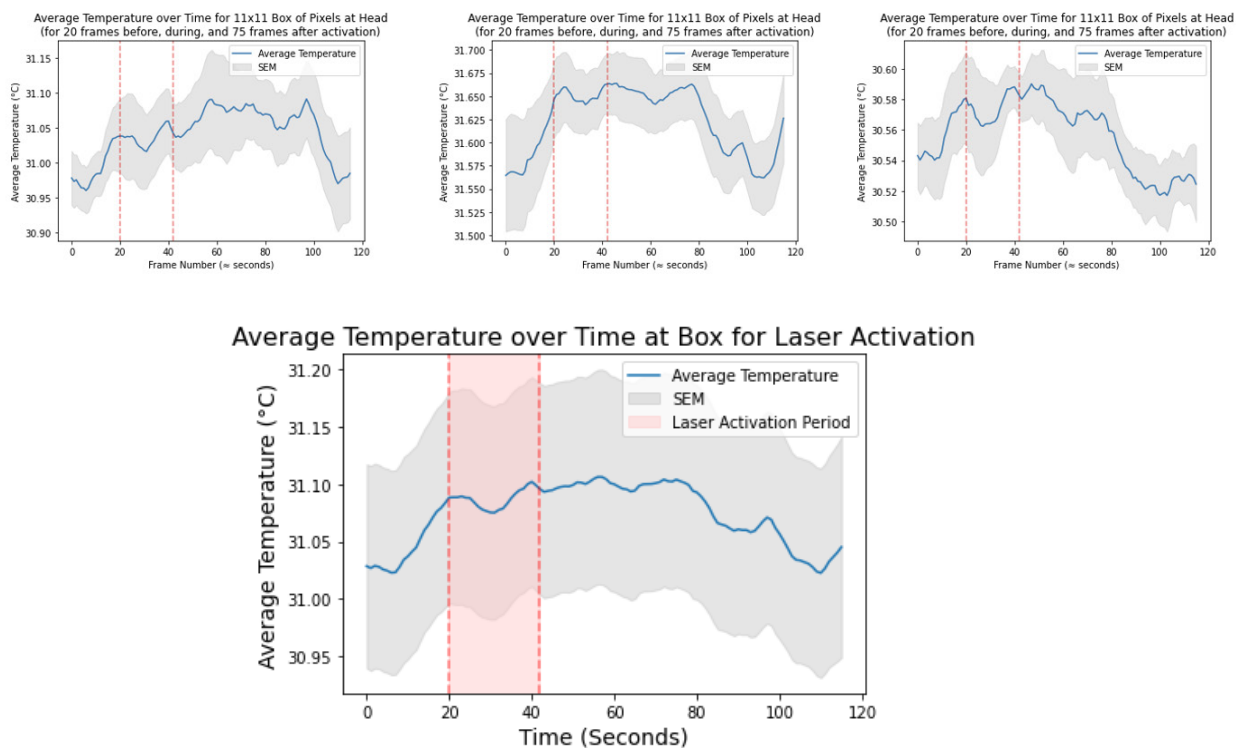 Average Temperature over Time for 11x11 Box of Pixels at Head
(for 20 frames before, during, and 75 frames after activation)
31.15
31.10
31.05
31.00
30.95
30.90
Average Temperature (°C)
Average Temperature
SEM
0 20 40 60 80 100 120
Frame Number (≈ seconds)
Average Temperature over Time for 11x11 Box of Pixels at Head
(for 20 frames before, during, and 75 frames after activation)
31.700
31.675
31.650
31.625
31.600
31.575
31.550
31.525
31.500
Average Temperature (°C)
Average Temperature
SEM
0 20 40 60 80 100 120
Frame Number (≈ seconds)
Average Temperature over Time for 11x11 Box of Pixels at Head
(for 20 frames before, during, and 75 frames after activation)
30.60
30.58
30.56
30.54
30.52
30.50
Average Temperature (°C)
Average Temperature
SEM
0 20 40 60 80 100 120
Frame Number (≈ seconds)
Average Temperature over Time at Box for Laser Activation
31.20
31.15
31.10
31.05
31.00
30.95
Average Temperature (°C)
Average Temperature
SEM
Laser Activation Period
0 20 40 60 80 100 120
Time (Seconds)